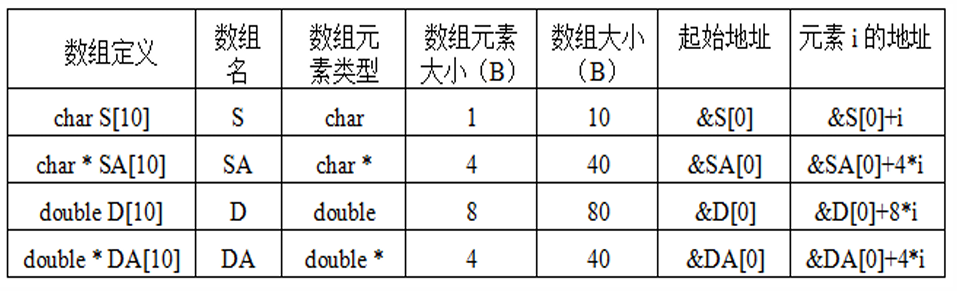 数组定义 数组名 数组元素类型 数组元素大小（B） 数组大小（B） 起始地址 元素 i 的地址
char S[10] S char 1 10 &S[0] &S[0]+i
char * SA[10] SA char * 4 40 &SA[0] &SA[0]+4*i
double D[10] D double 8 80 &D[0] &D[0]+8*i
double * DA[10] DA double * 4 40 &DA[0] &DA[0]+4*i